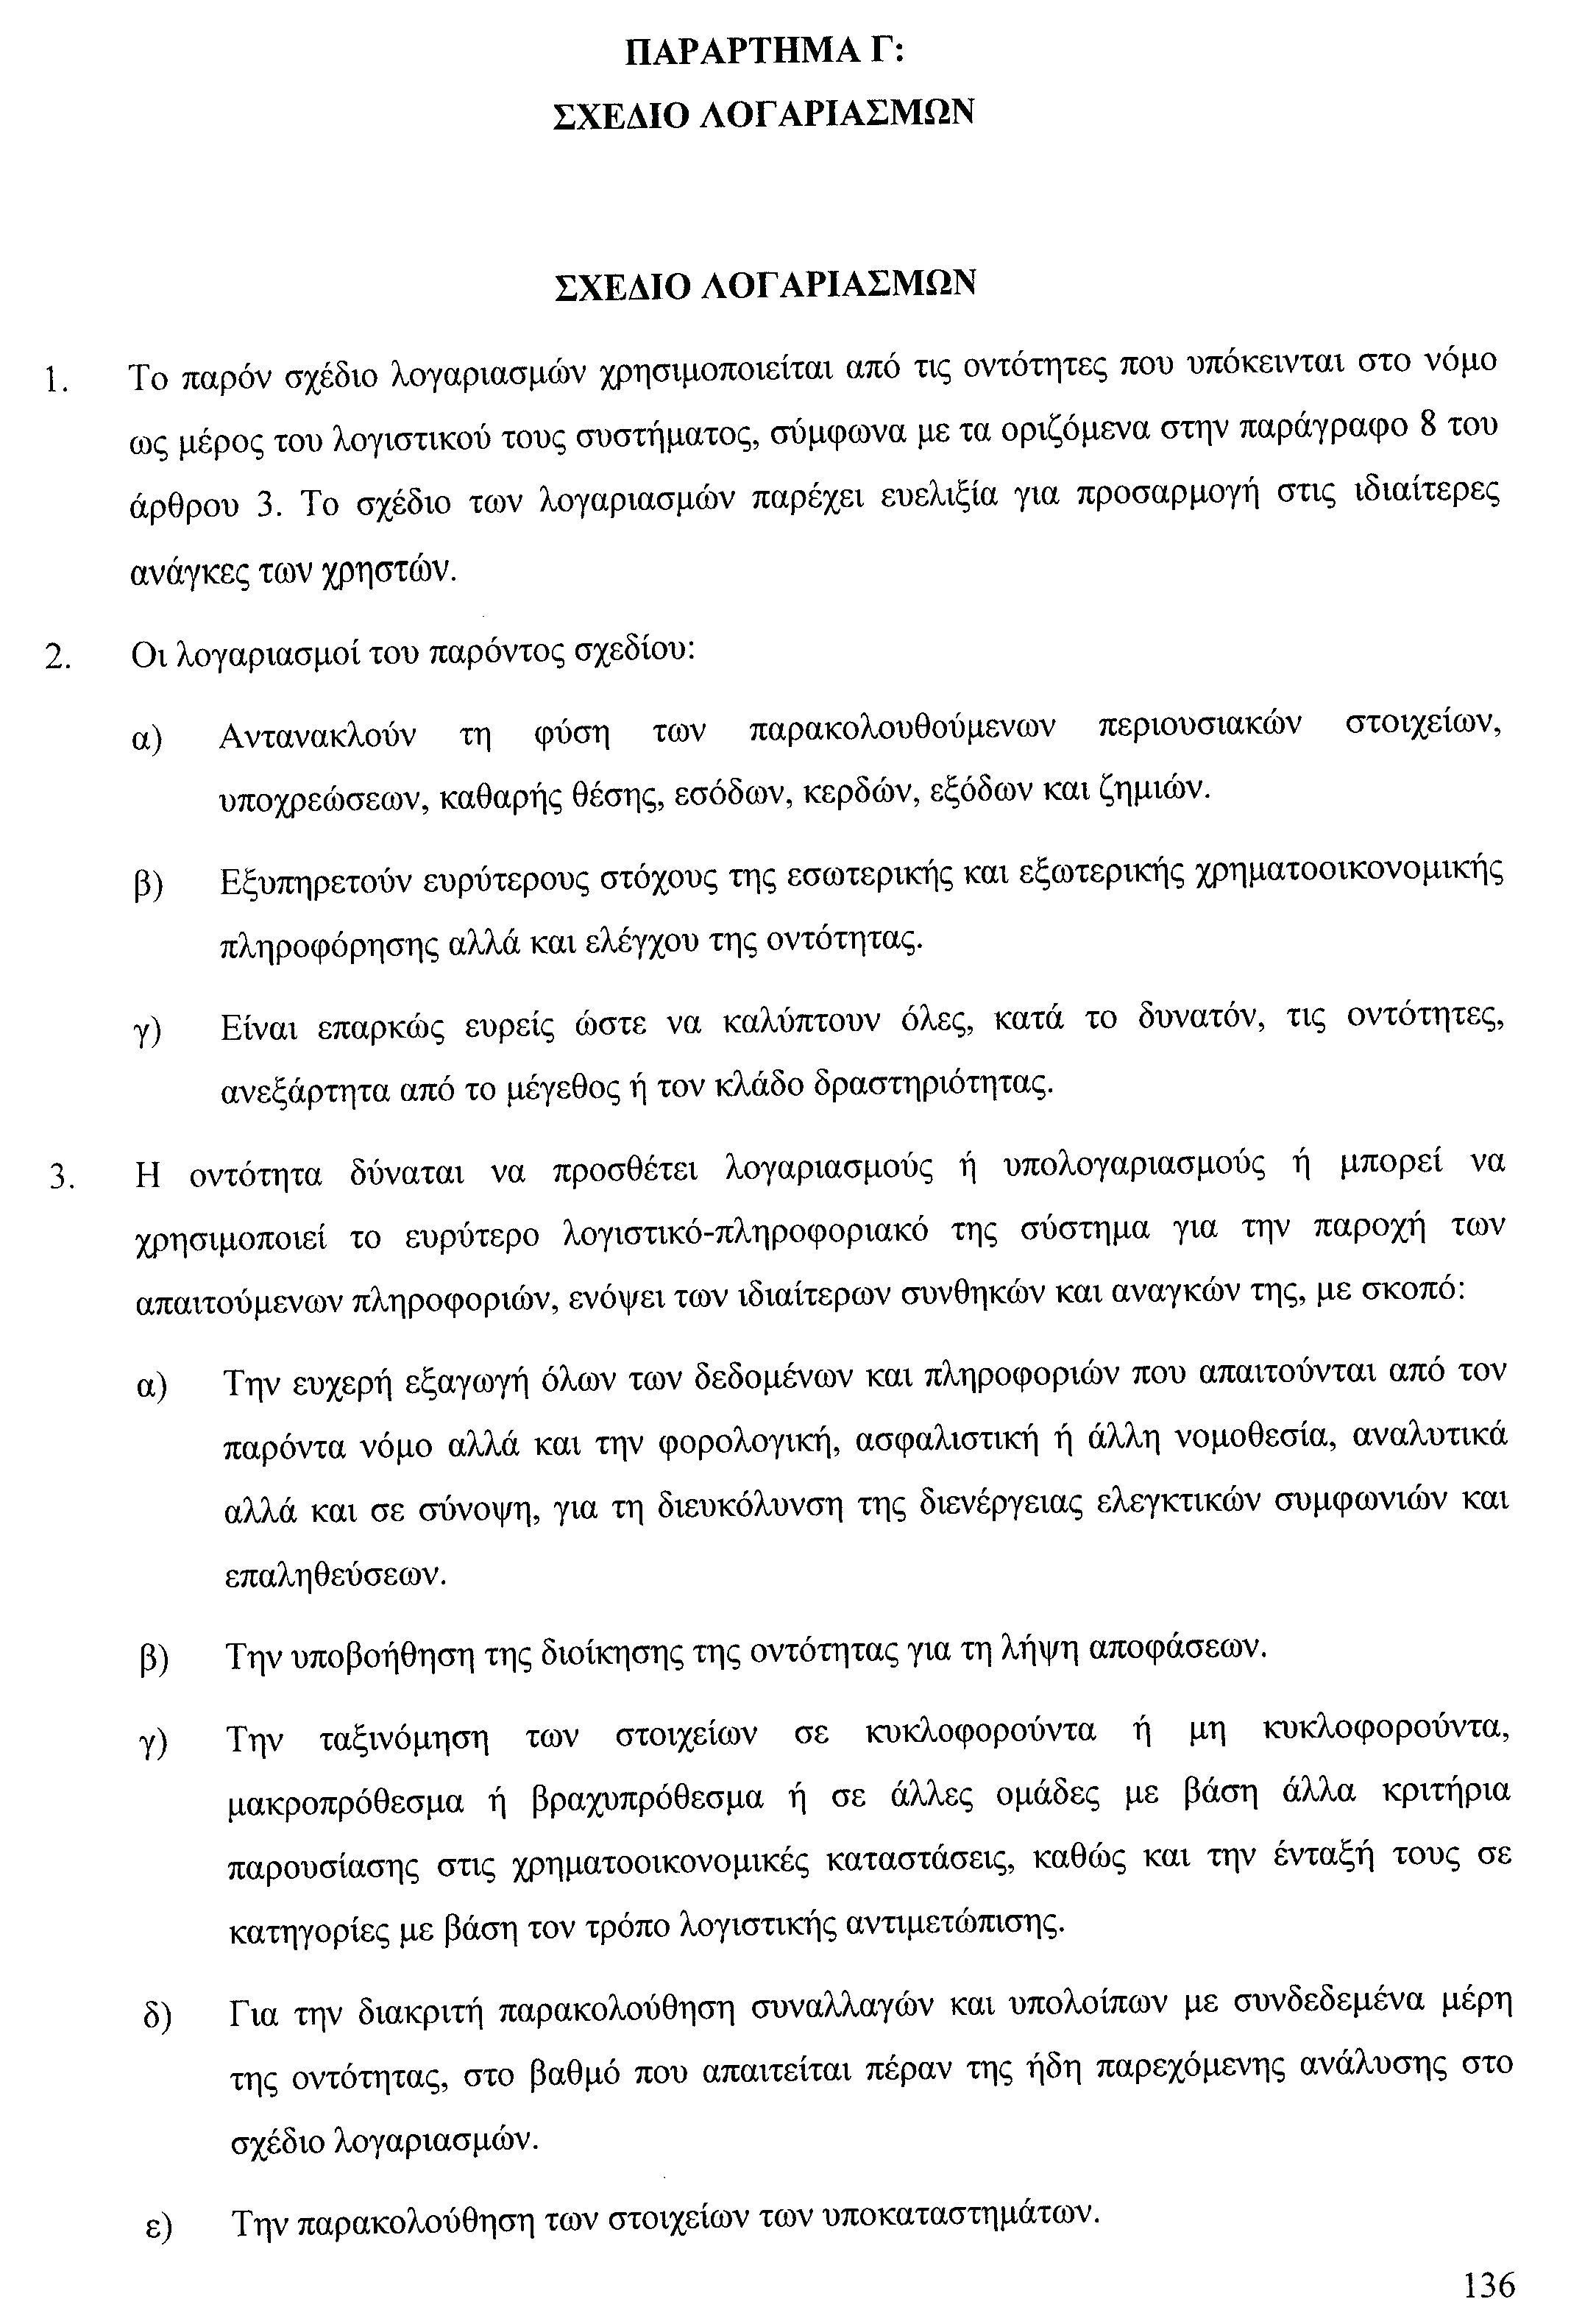 ΠΑΡΑΡΤΗΜΑ Γ:
ΣΧΕΔΙΟ ΛΟΓΑΡΙΑΣΜΩΝ
ΣΧΕΔΙΟ ΛΟΓΑΡΙΑΣΜΩΝ
1. Το παρόν σχέδιο λογαριασμών χρησιμοποιείται από τις οντότητες που υπόκεινται στο νόμο
ως μέρος του λογιστικού τους συστήματος, σύμφωνα με τα οριζόμενα στην παράγραφο 8 του
άρθρου 3. Το σχέδιο των λογαριασμών παρέχει ευελιξία για προσαρμογή στις ιδιαίτερες
ανάγκες των χρηστών.
2. Οι λογαριασμοί του παρόντος σχεδίου:
α) Αντανακλούν τη φύση των παρακολουθούμενων περιουσιακών στοιχείων,
υποχρεώσεων, καθαρής θέσης, εσόδων, κερδών, εξόδων και ζημιών.
β) Εξυπηρετούν ευρύτερους στόχους της εσωτερικής και εξωτερικής χρηματοοικονομικής
πληροφόρησης αλλά και ελέγχου της οντότητας.
γ) Είναι επαρκώς ευρείς ώστε να καλύπτουν όλες, κατά το δυνατόν, τις οντότητες,
ανεξάρτητα από το μέγεθος ή τον κλάδο δραστηριότητας.
3. Η οντότητα δύναται να προσθέτει λογαριασμούς ή υπολογαριασμούς ή μπορεί να
χρησιμοποιεί το ευρύτερο λογιστικό-πληροφοριακό της σύστημα για την παροχή των
απαιτούμενων πληροφοριών, ενόψει των ιδιαίτερων συνθηκών και αναγκών της, με σκοπό:
α) Την ευχερή εξαγωγή όλων των δεδομένων και πληροφοριών που απαιτούνται από τον
παρόντα νόμο αλλά και την φορολογική, ασφαλιστική ή άλλη νομοθεσία, αναλυτικά
αλλά και σε σύνοψη, για τη διευκόλυνση της διενέργειας ελεγκτικών συμφωνιών και
επαληθεύσεων.
β) Την υποβοήθηση της διοίκησης της οντότητας για τη λήψη αποφάσεων.
γ) Την ταξινόμηση των στοιχείων σε κυκλοφορούντα ή μη κυκλοφορούντα,
μακροπρόθεσμα ή βραχυπρόθεσμα ή σε άλλες ομάδες με βάση άλλα κριτήρια
παρουσίασης στις χρηματοοικονομικές καταστάσεις, καθώς και την ένταξή τους σε
κατηγορίες με βάση τον τρόπο λογιστικής αντιμετώπισης.
δ) Για την διακριτή παρακολούθηση συναλλαγών και υπολοίπων με συνδεδεμένα μέρη
της οντότητας, στο βαθμό που απαιτείται πέραν της ήδη παρεχόμενης ανάλυσης στο
σχέδιο λογαριασμών.
ε) Την παρακολούθηση των στοιχείων των υποκαταστημάτων.
136